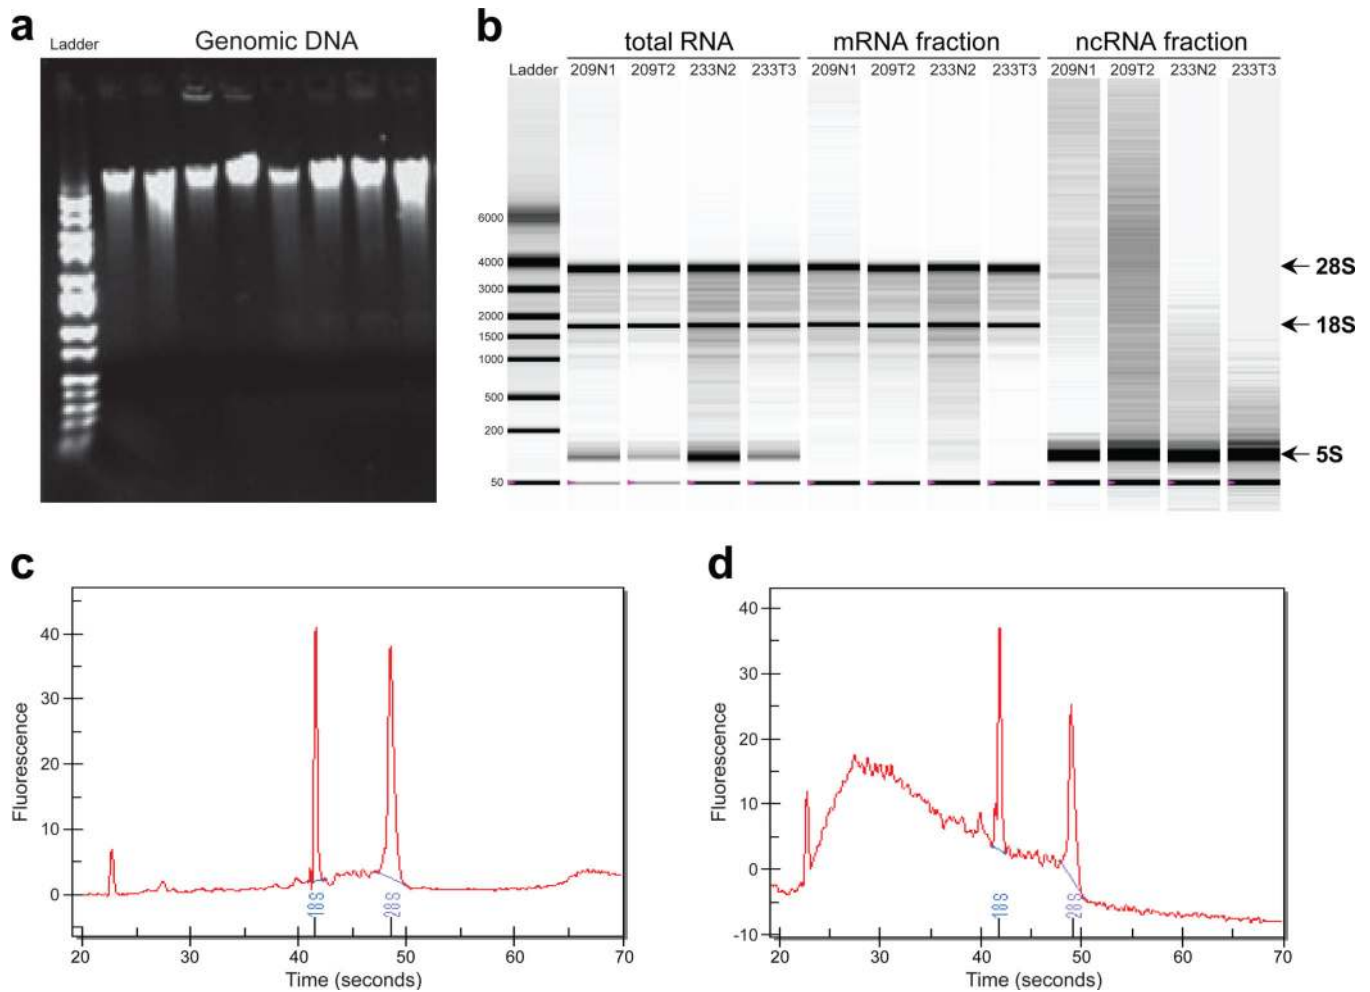 a
Ladder Genomic DNA
b
total RNA mRNA fraction ncRNA fraction
Ladder 209N1 209T2 233N2 233T3 209N1 209T2 233N2 233T3 209N1 209T2 233N2 233T3
6000
4000
3000
2000
1500
1000
500
200
50
28S
18S
5S
c
Fluorescence
40
30
20
10
0
18S 28S
20 30 40 50 60 70
Time (seconds)
d
Fluorescence
40
30
20
10
0
-10
18S 28S
20 30 40 50 60 70
Time (seconds)